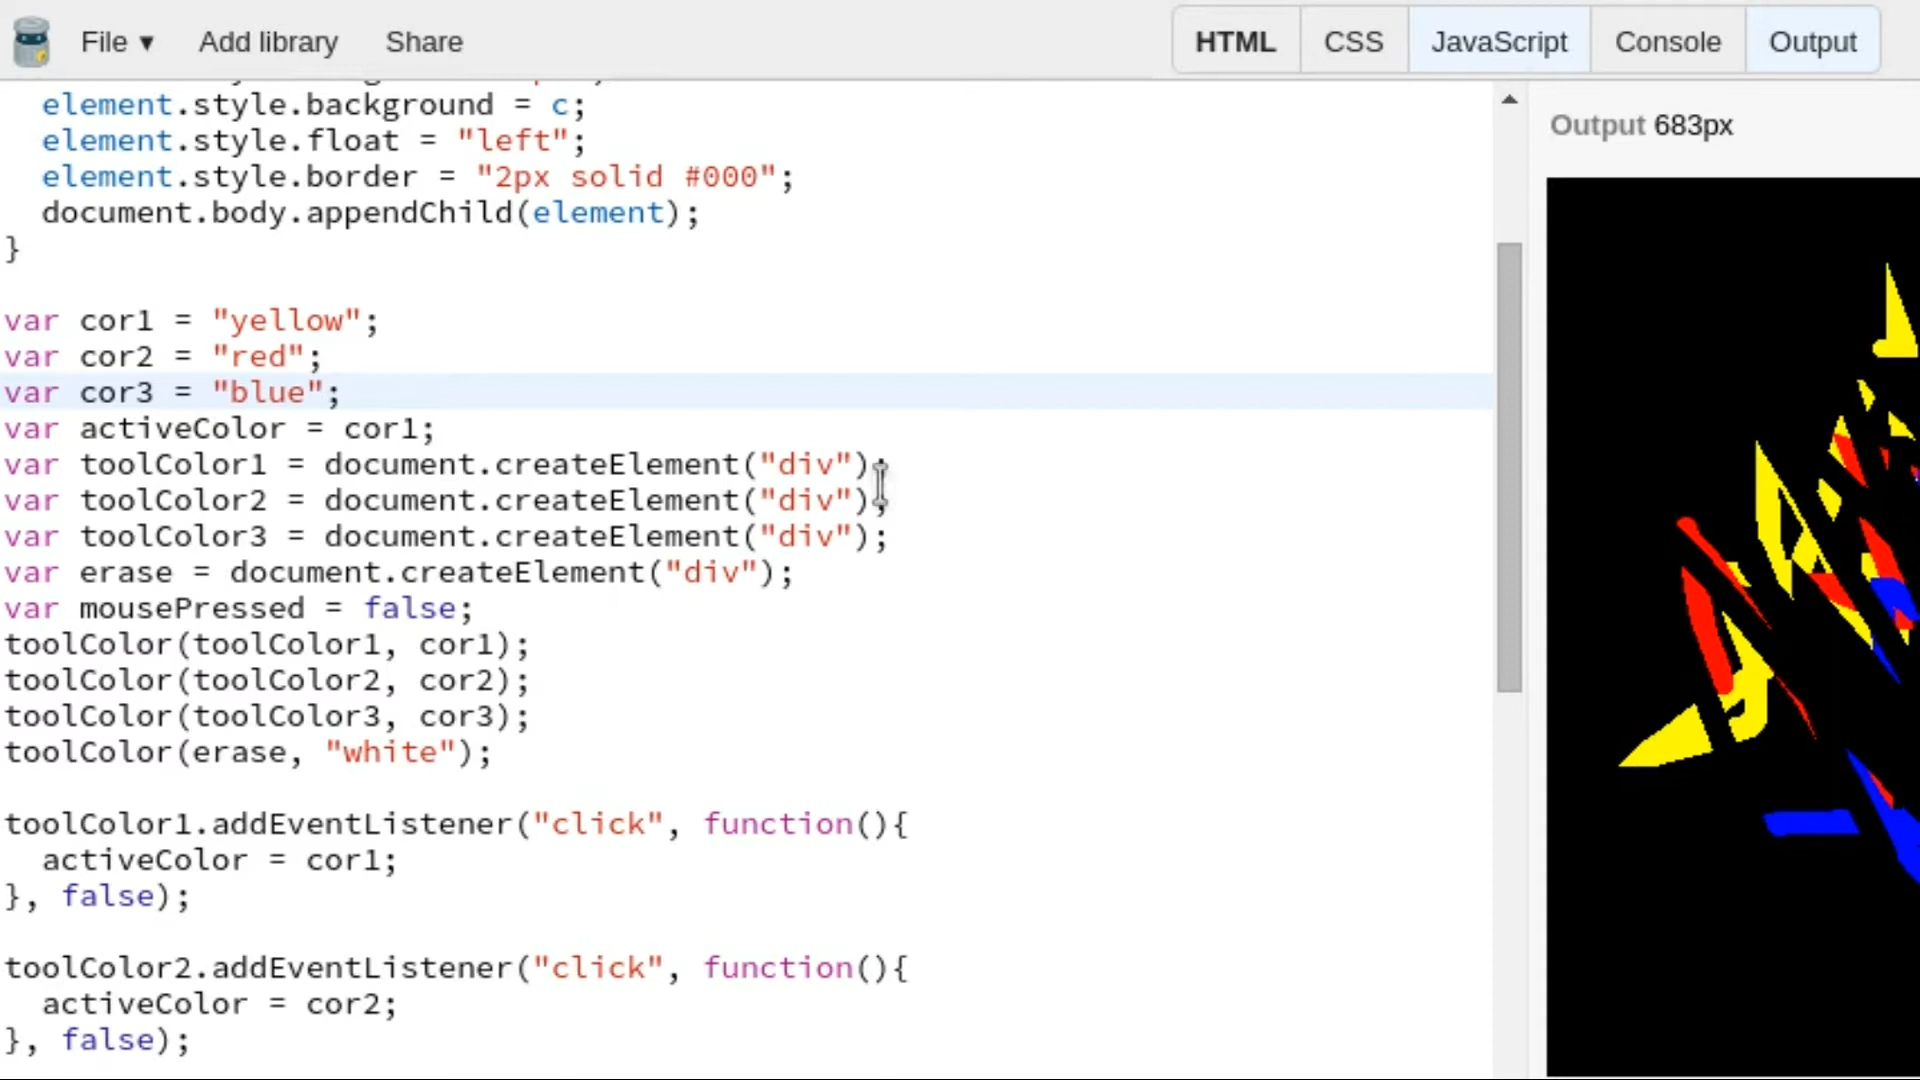 File ▾ Add library Share HTML CSS JavaScript Console Output
element.style.background = c;
element.style.float = "left";
element.style.border = "2px solid #000";
document.body.appendChild(element);
}
var cor1 = "yellow";
var cor2 = "red";
var cor3 = "blue";
var activeColor = cor1;
var toolColor1 = document.createElement("div");
var toolColor2 = document.createElement("div");
var toolColor3 = document.createElement("div");
var erase = document.createElement("div");
var mousePressed = false;
toolColor(toolColor1, cor1);
toolColor(toolColor2, cor2);
toolColor(toolColor3, cor3);
toolColor(erase, "white");
toolColor1.addEventListener("click", function(){
activeColor = cor1;
}, false);
toolColor2.addEventListener("click", function(){
activeColor = cor2;
}, false);
Output 683px